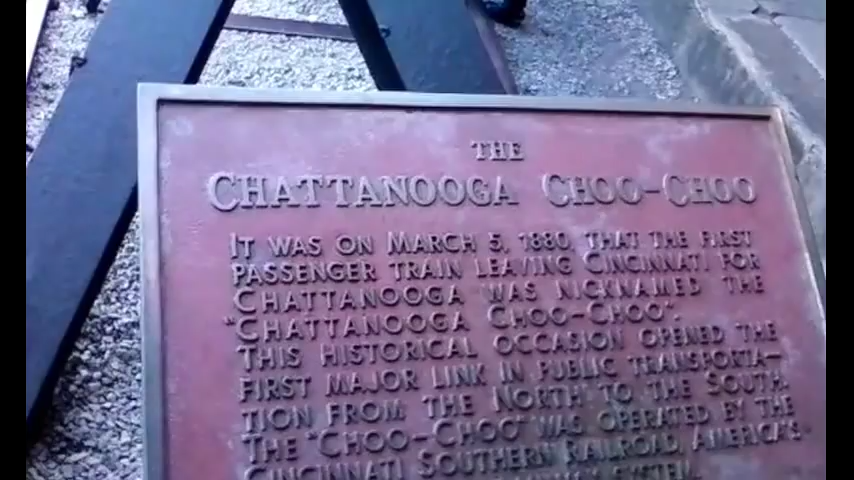 THE
CHATTANOOGA CHOO-CHOO
IT WAS ON MARCH 5, 1880, THAT THE FIRST
PASSENGER TRAIN LEAVING CINCINNATI FOR
CHATTANOOGA WAS NICKNAMED THE
"CHATTANOOGA CHOO-CHOO".
THIS HISTORICAL OCCASION OPENED THE
FIRST MAJOR LINK IN PUBLIC TRANSPORTA-
TION FROM THE NORTH TO THE SOUTH.
THE "CHOO-CHOO" WAS OPERATED BY THE
CINCINNATI SOUTHERN RAILROAD, AMERICA'S
SYSTEM.